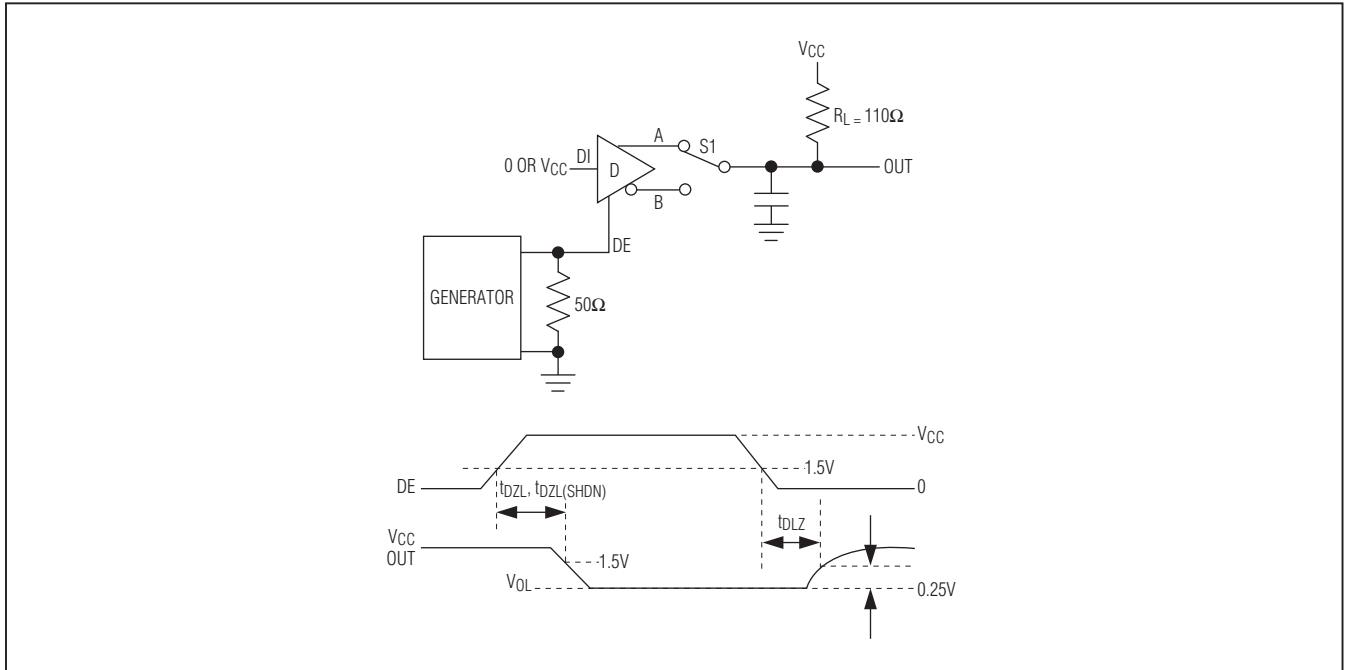 VCC
RL = 110Ω
A
S1
0 OR VCC
DI
D
OUT
B
DE
GENERATOR
50Ω
VCC
1.5V
DE
0
tDZL, tDZL(SHDN)
tDLZ
VCC
OUT
1.5V
VOL
0.25V